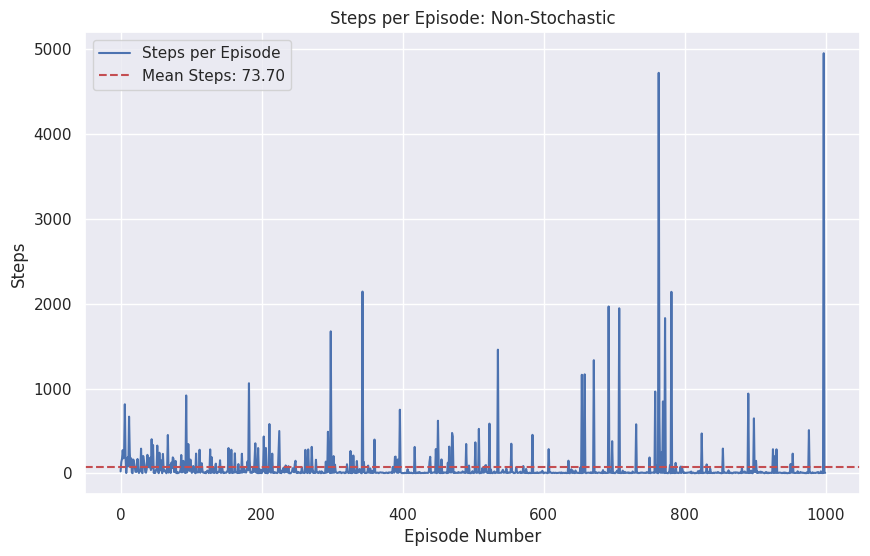 Steps per Episode: Non-Stochastic
Steps per Episode
Mean Steps: 73.70
5000
4000
3000
2000
1000
0
Steps
0 200 400 600 800 1000
Episode Number